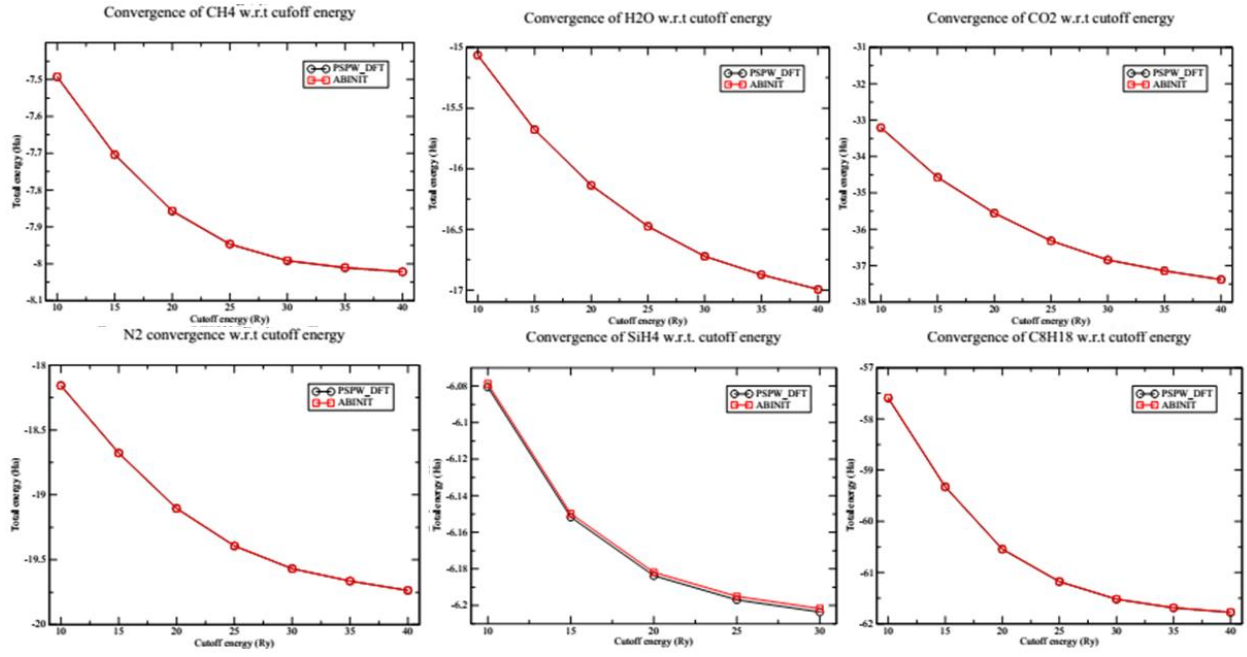 Convergence of CH4 w.r.t cufoff energy
Total energy (Ha)
-7.5
-7.6
-7.7
-7.8
-7.9
-8
-8.1
PSPW_DFT
ABINIT
10 15 20 25 30 35 40
Cutoff energy (Ry)
Convergence of H2O w.r.t cutoff energy
Total energy (Ha)
-15
-15.5
-16
-16.5
-17
PSPW_DFT
ABINIT
10 15 20 25 30 35 40
Cutoff energy (Ry)
Convergence of CO2 w.r.t cutoff energy
Total energy (Ha)
-31
-32
-33
-34
-35
-36
-37
-38
PSPW_DFT
ABINIT
10 15 20 25 30 35 40
Cutoff energy (Ry)
N2 convergence w.r.t cutoff energy
Total energy (Ha)
-18
-18.5
-19
-19.5
-20
PSPW_DFT
ABINIT
10 15 20 25 30 35 40
Cutoff energy (Ry)
Convergence of SiH4 w.r.t. cutoff energy
Total energy (Ha)
-6.08
-6.1
-6.12
-6.14
-6.16
-6.18
-6.2
PSPW_DFT
ABINIT
10 15 20 25 30
Cutoff energy (Ry)
Convergence of C8H18 w.r.t cutoff energy
Total energy (Ha)
-57
-58
-59
-60
-61
-62
PSPW_DFT
ABINIT
10 15 20 25 30 35 40
Cutoff energy (Ry)